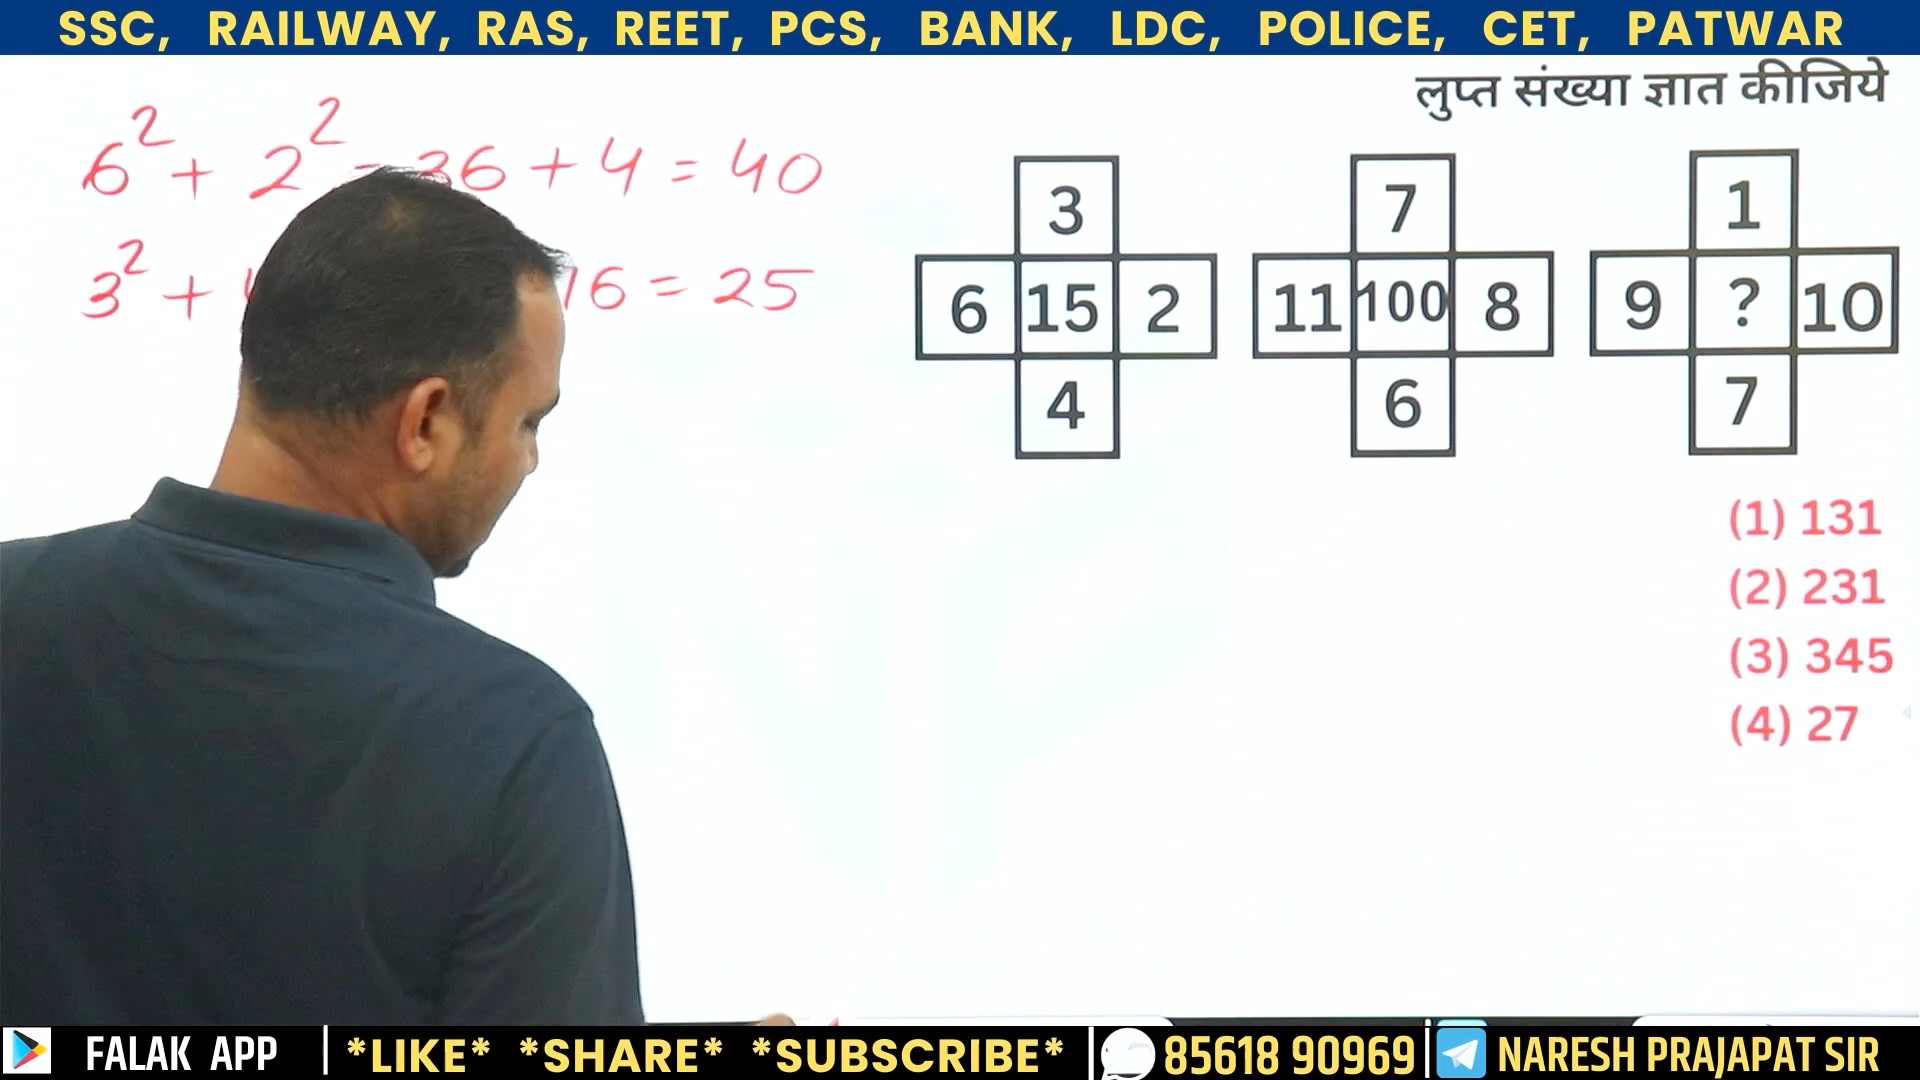 SSC, RAILWAY, RAS, REET, PCS, BANK, LDC, POLICE, CET, PATWAR
लुप्त संख्या ज्ञात कीजिये
6² + 2² = 36 + 4 = 40
3² + 16 = 25
3
6 15 2
4
7
11 100 8
6
1
9 ? 10
7
(1) 131
(2) 231
(3) 345
(4) 27
FALAK APP
*LIKE* *SHARE* *SUBSCRIBE*
85618 90969
NARESH PRAJAPAT SIR